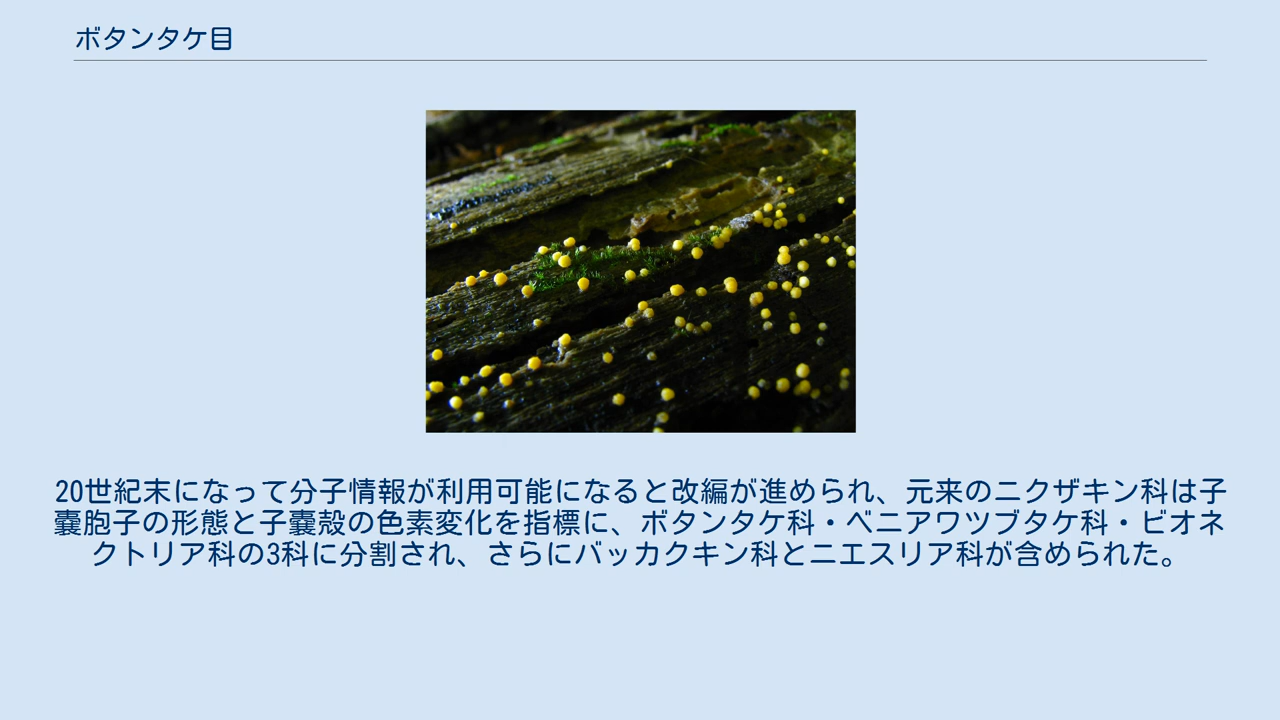 ボタンタケ目
20世紀末になって分子情報が利用可能になると改編が進められ、元来のニクザキン科は子
嚢胞子の形態と子嚢殻の色素変化を指標に、ボタンタケ科・ベニアワツブタケ科・ビオネ
クトリア科の3科に分割され、さらにバッカクキン科とニエスリア科が含められた。